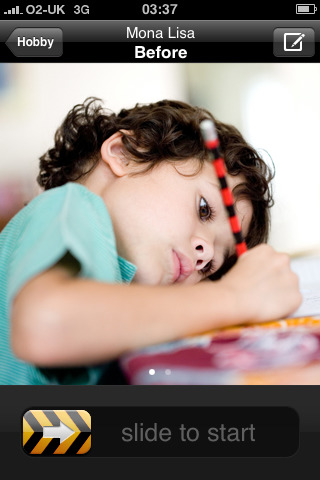 O2-UK 3G 03:37
Mona Lisa
Hobby
Before
slide to start